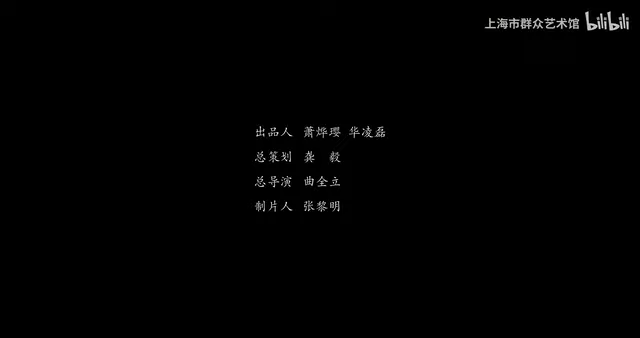 上海市群众艺术馆 bilibili
出品人 萧烨璎 华凌磊
总策划 龚 毅
总导演 曲全立
制片人 张黎明